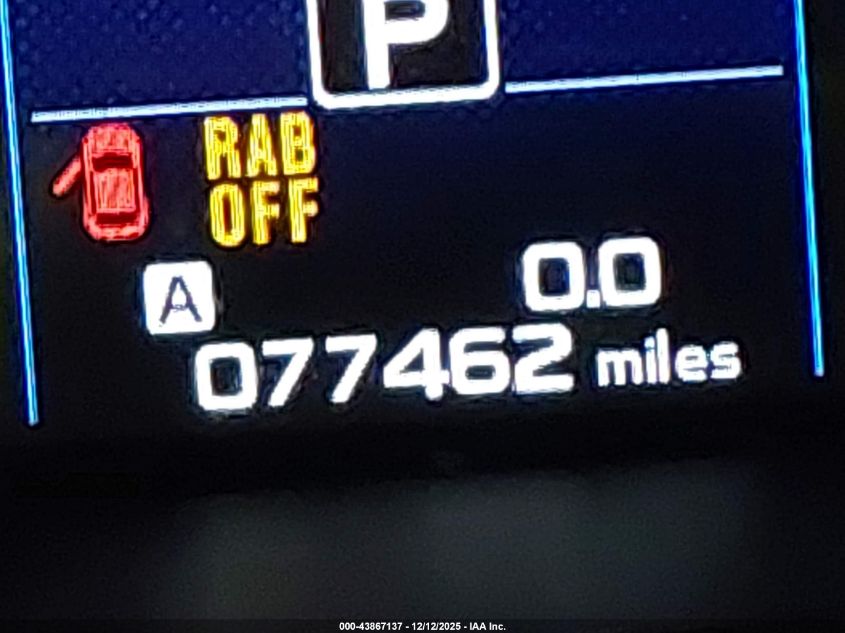 P
RAB
OFF
A 0.0
077462 miles
000-43867137 - 12/12/2025 - IAA Inc.